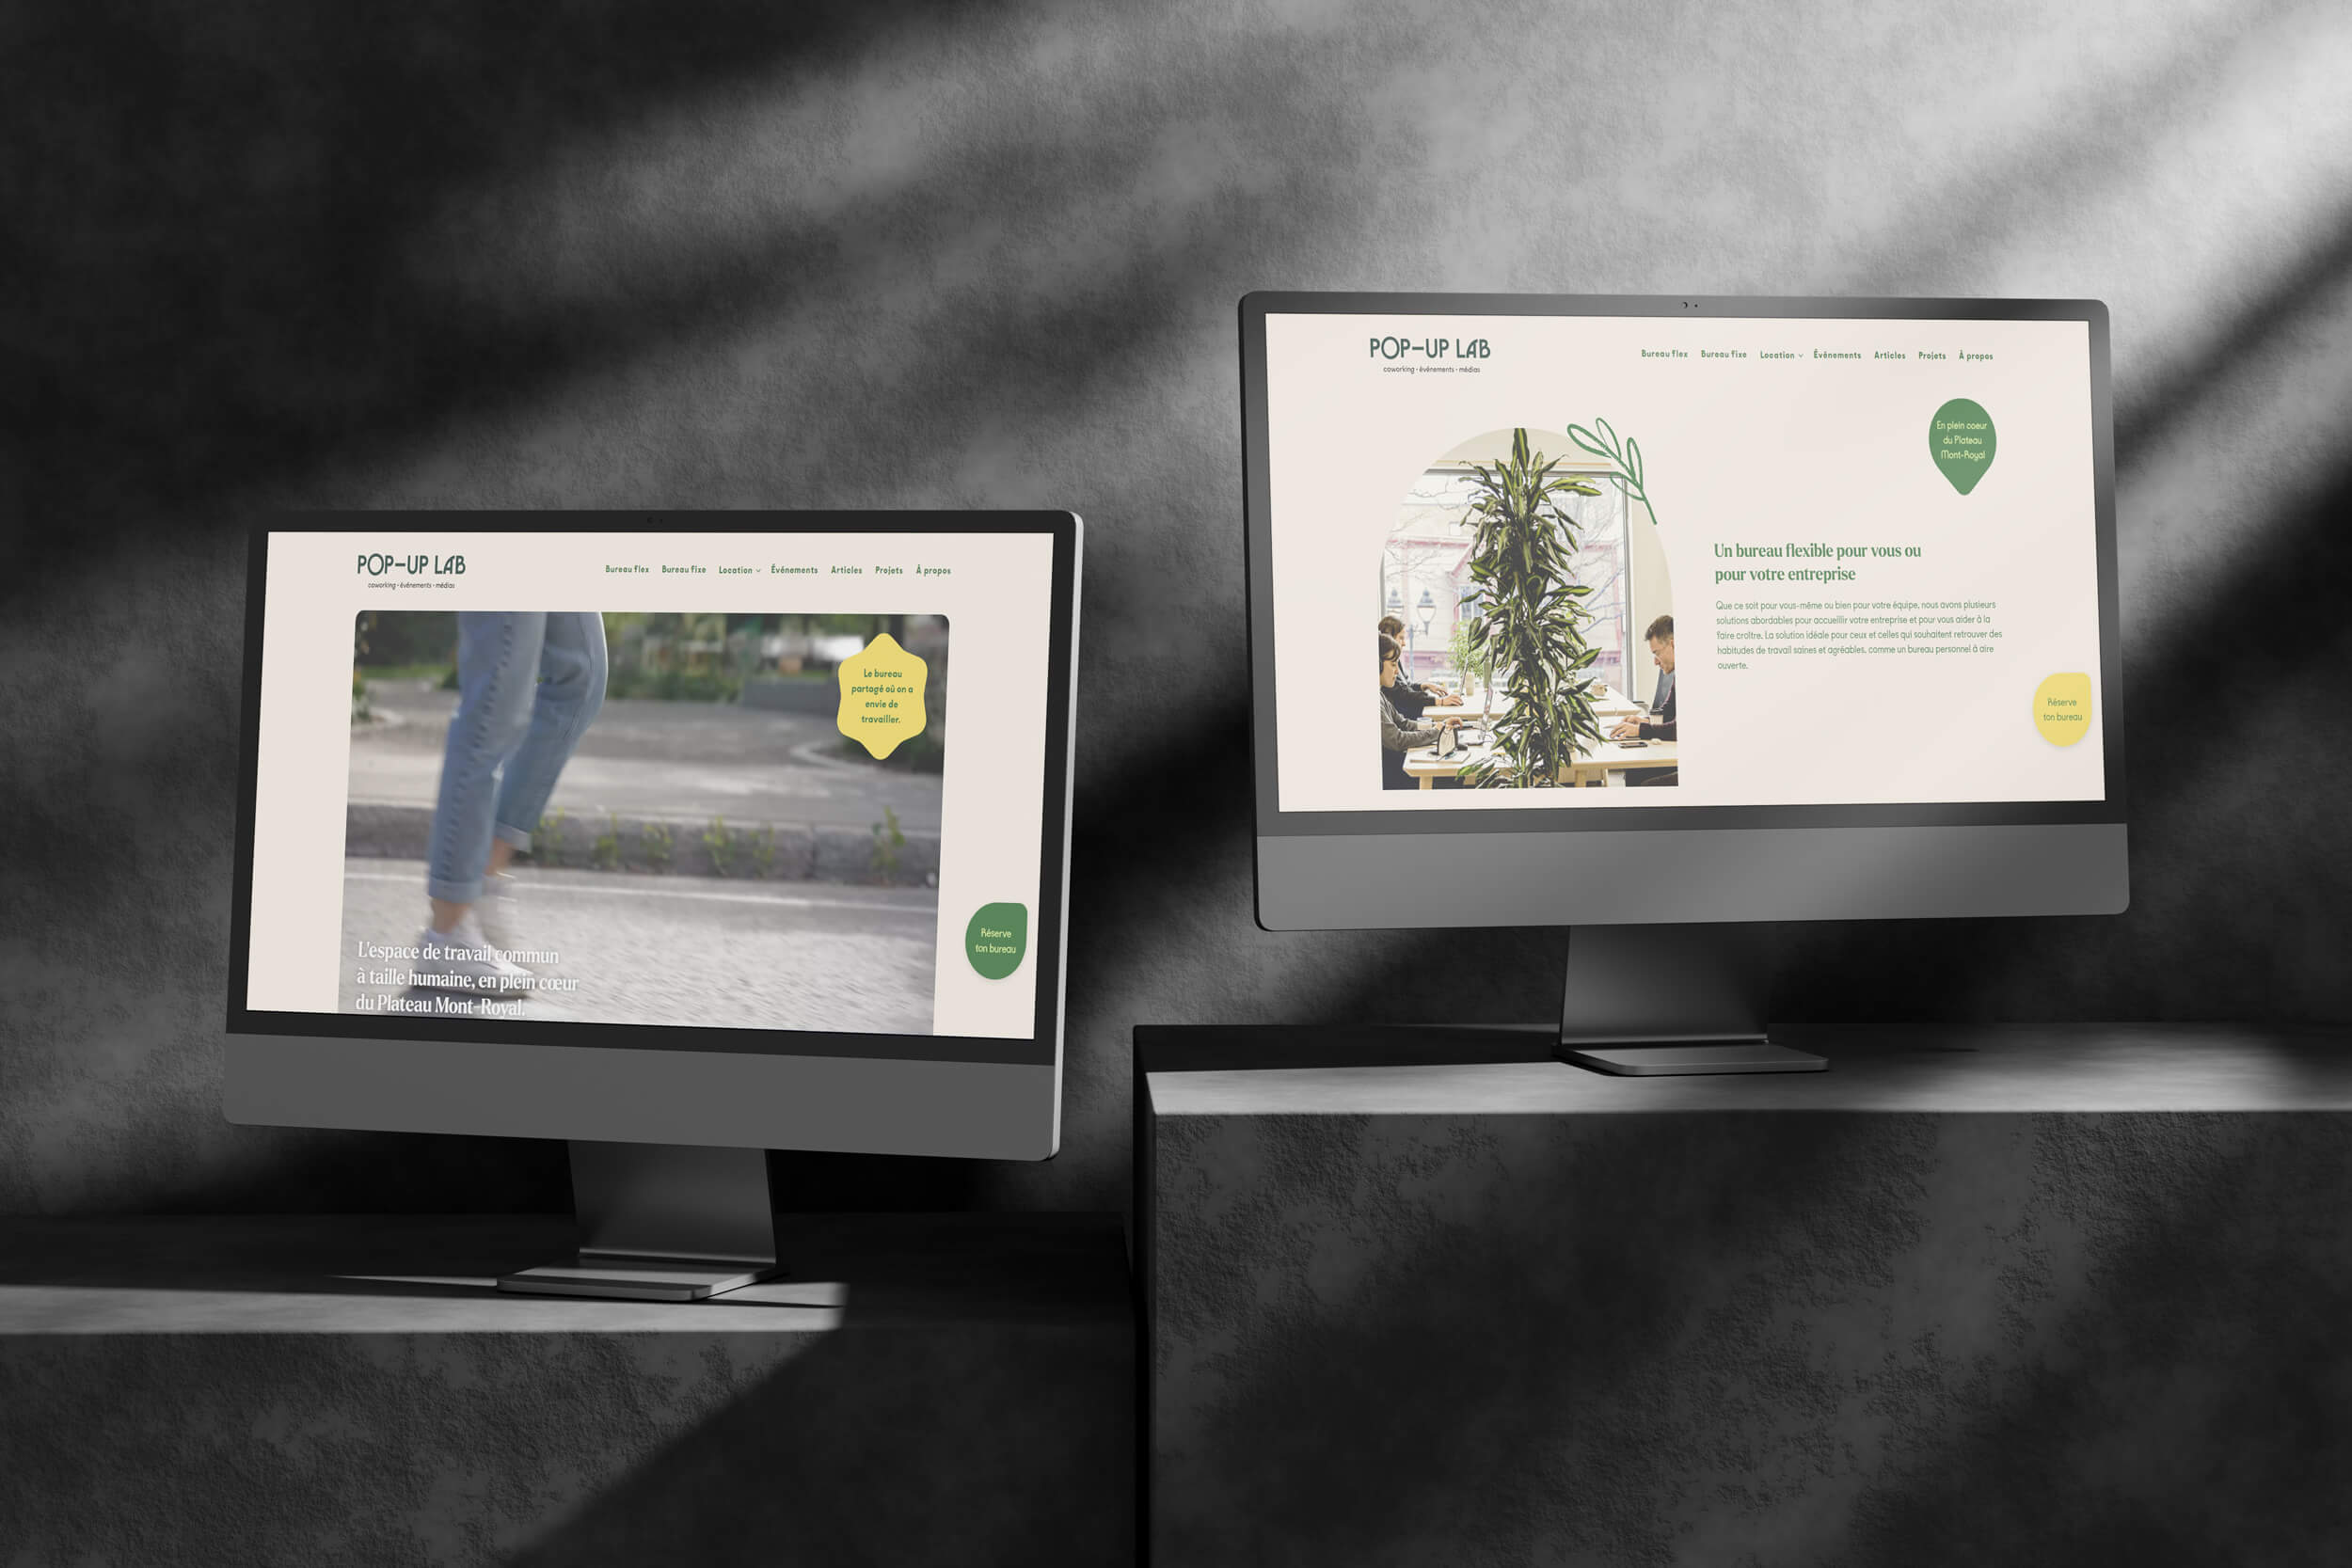 POP-UP LAB
coworking · événements · médias
Bureau flex Bureau fixe Location Événements Articles Projets À propos
Le bureau
partagé où on a
envie de
travailler.
L'espace de travail commun
à taille humaine, en plein cœur
du Plateau Mont-Royal.
Réserve
ton bureau
POP-UP LAB
coworking · événements · médias
Bureau flex Bureau fixe Location Événements Articles Projets À propos
En plein coeur
du Plateau
Mont-Royal
Un bureau flexible pour vous ou
pour votre entreprise
Que ce soit pour vous-même ou bien pour votre équipe, nous avons plusieurs
solutions abordables pour accueillir votre entreprise et pour vous aider à la
faire croître. La solution idéale pour ceux et celles qui souhaitent retrouver des
habitudes de travail saines et agréables, comme un bureau personnel à aire
ouverte.
Réserve
ton bureau